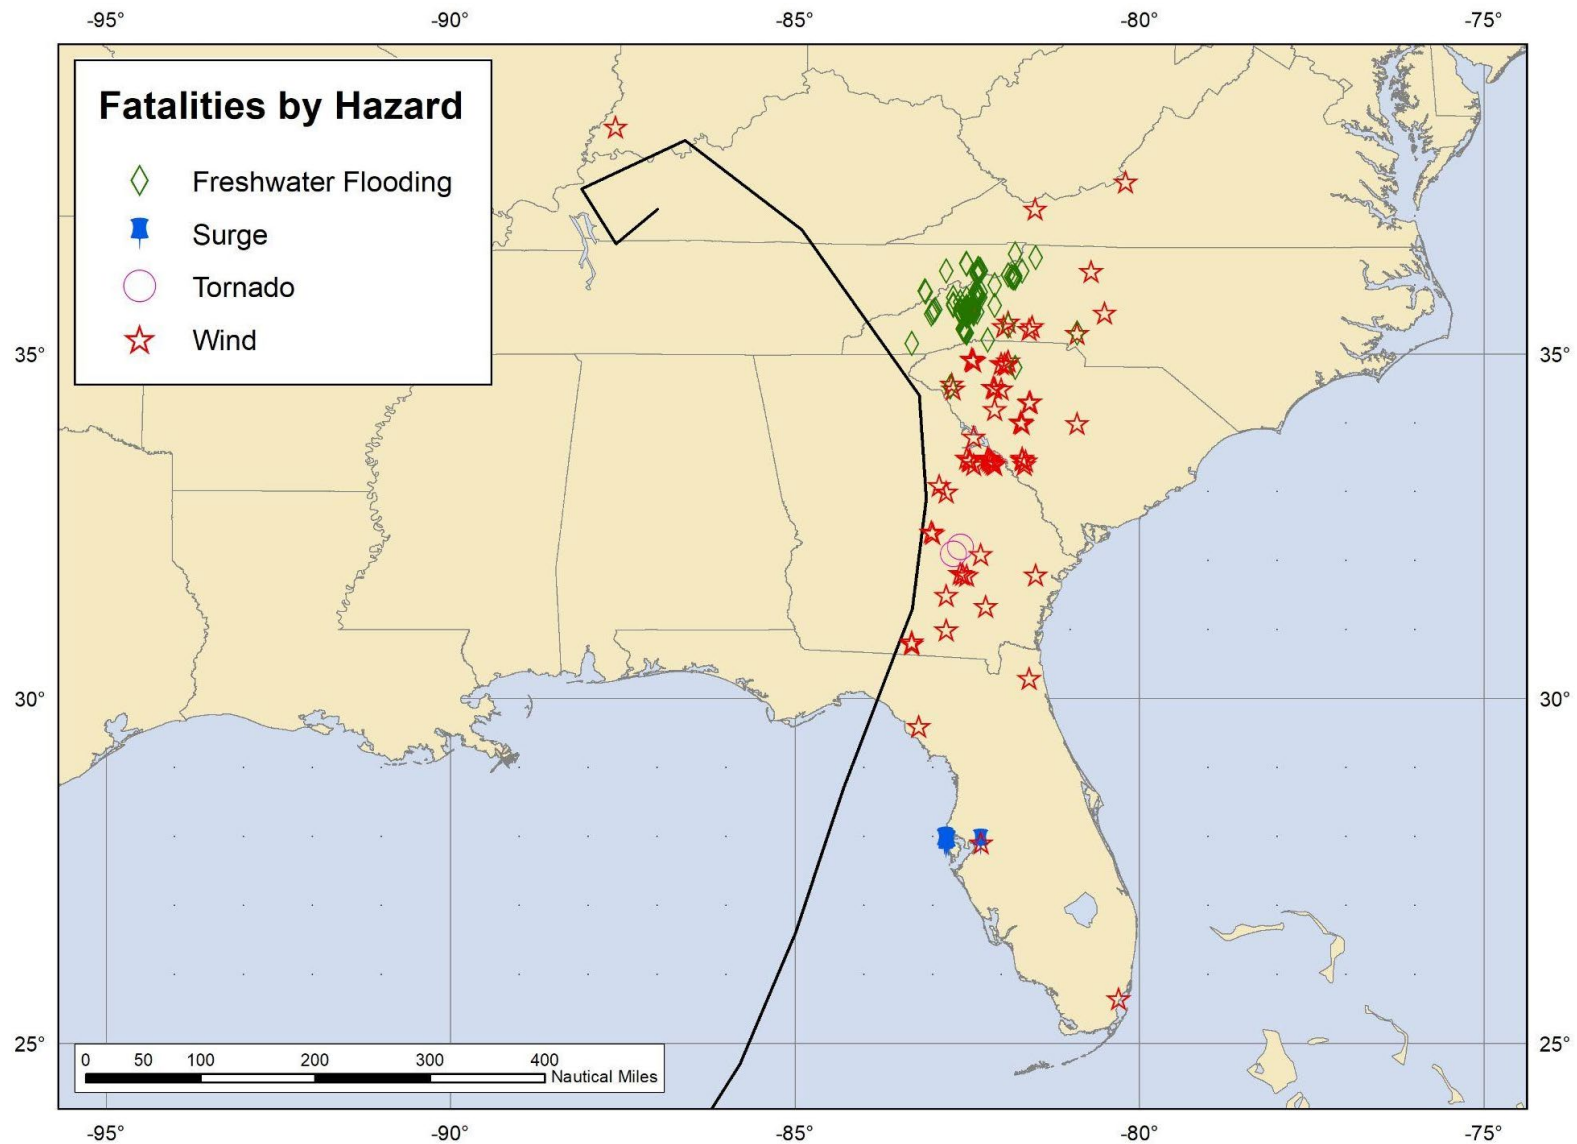 -95° -90° -85° -80° -75°
Fatalities by Hazard
Freshwater Flooding
Surge
Tornado
Wind
35° 35°
30° 30°
25° 25°
0 50 100 200 300 400
Nautical Miles
-95° -90° -85° -80° -75°